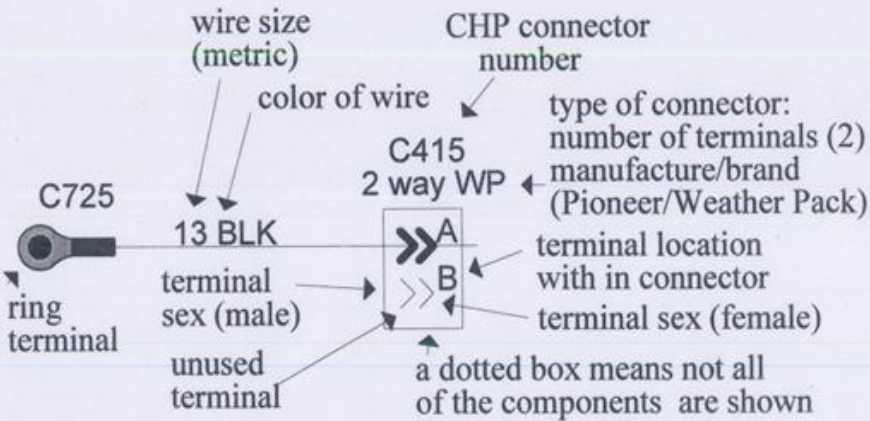 wire size
(metric)
color of wire
CHP connector
number
type of connector:
number of terminals (2)
manufacture/brand
(Pioneer/Weather Pack)
C415
2 way WP
C725
13 BLK
A
B
ring
terminal
terminal
sex (male)
unused
terminal
terminal location
with in connector
terminal sex (female)
a dotted box means not all
of the components are shown